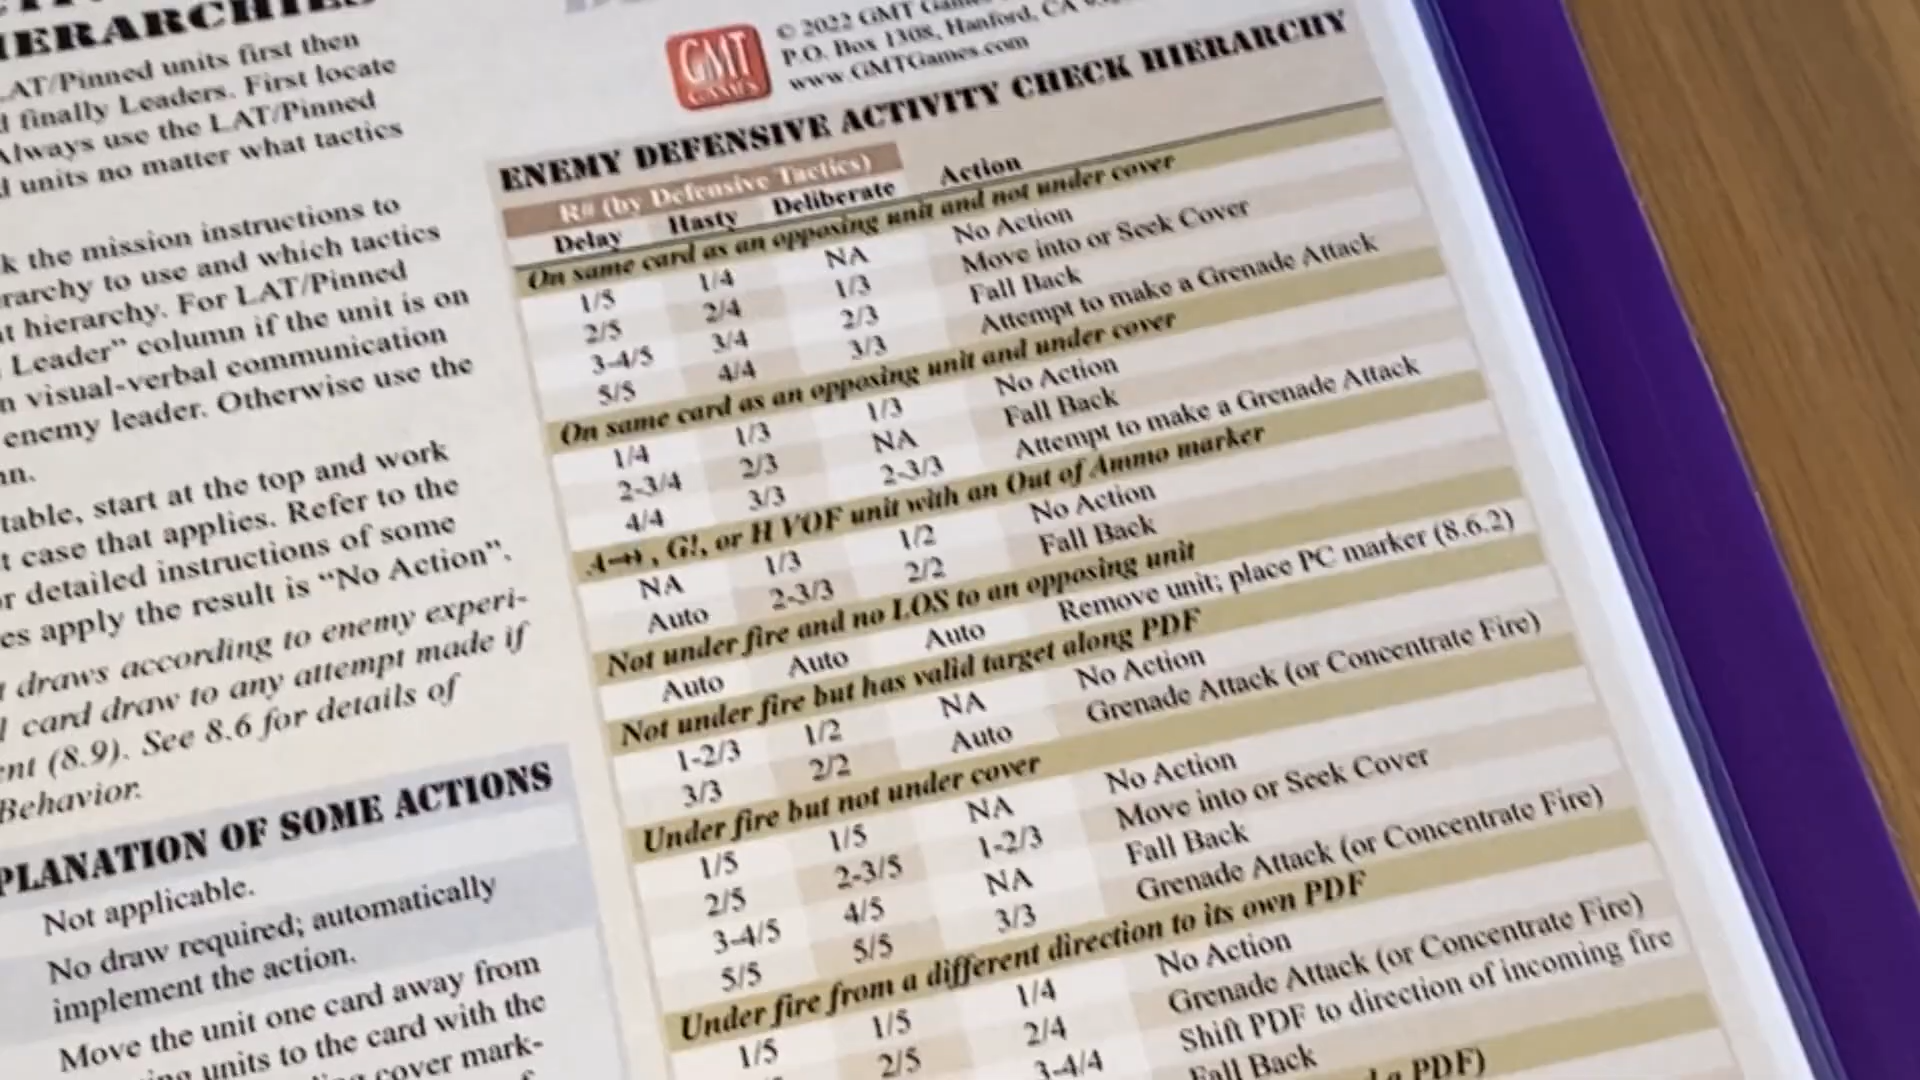 HIERARCHIES
LAT/Pinned units first then
finally Leaders. First locate
Always use the LAT/Pinned
units no matter what tactics
k the mission instructions to
hierarchy to use and which tactics
hierarchy. For LAT/Pinned
Leader” column if the unit is on
visual-verbal communication
enemy leader. Otherwise use the
table, start at the top and work
case that applies. Refer to the
detailed instructions of some
es apply the result is “No Action”.
draws according to enemy experi-
card draw to any attempt made if
(8.9). See 8.6 for details of
Behavior.
PLANATION OF SOME ACTIONS
Not applicable.
No draw required; automatically
implement the action.
Move the unit one card away from
units to the card with the
cover mark-
GMT
GAMES
© 2022 GMT Games
P.O. Box 1308, Hanford, CA
www.GMTGames.com
ENEMY DEFENSIVE ACTIVITY CHECK HIERARCHY
R# (by Defensive Tactics)
Delay Hasty Deliberate Action
On same card as an opposing unit and not under cover
1/5 1/4 NA No Action
2/5 2/4 1/3 Move into or Seek Cover
3-4/5 3/4 2/3 Fall Back
5/5 4/4 3/3 Attempt to make a Grenade Attack
On same card as an opposing unit and under cover
1/4 1/3 1/3 No Action
2-3/4 2/3 NA Fall Back
4/4 3/3 2-3/3 Attempt to make a Grenade Attack
A, G!, or H VOF unit with an Out of Ammo marker
NA 1/3 1/2 No Action
Auto 2-3/3 2/2 Fall Back
Not under fire and no LOS to an opposing unit
Auto Auto Auto Remove unit; place PC marker (8.6.2)
Not under fire but has valid target along PDF
1-2/3 1/2 NA No Action
3/3 2/2 Auto Grenade Attack (or Concentrate Fire)
Under fire but not under cover
1/5 1/5 NA No Action
2/5 2-3/5 1-2/3 Move into or Seek Cover
3-4/5 4/5 NA Fall Back
5/5 5/5 3/3 Grenade Attack (or Concentrate Fire)
Under fire from a different direction to its own PDF
1/5 1/5 1/4 No Action
2/5 2/4 Grenade Attack (or Concentrate Fire)
3-4/4 Shift PDF to direction of incoming fire
Fall Back
PDF)